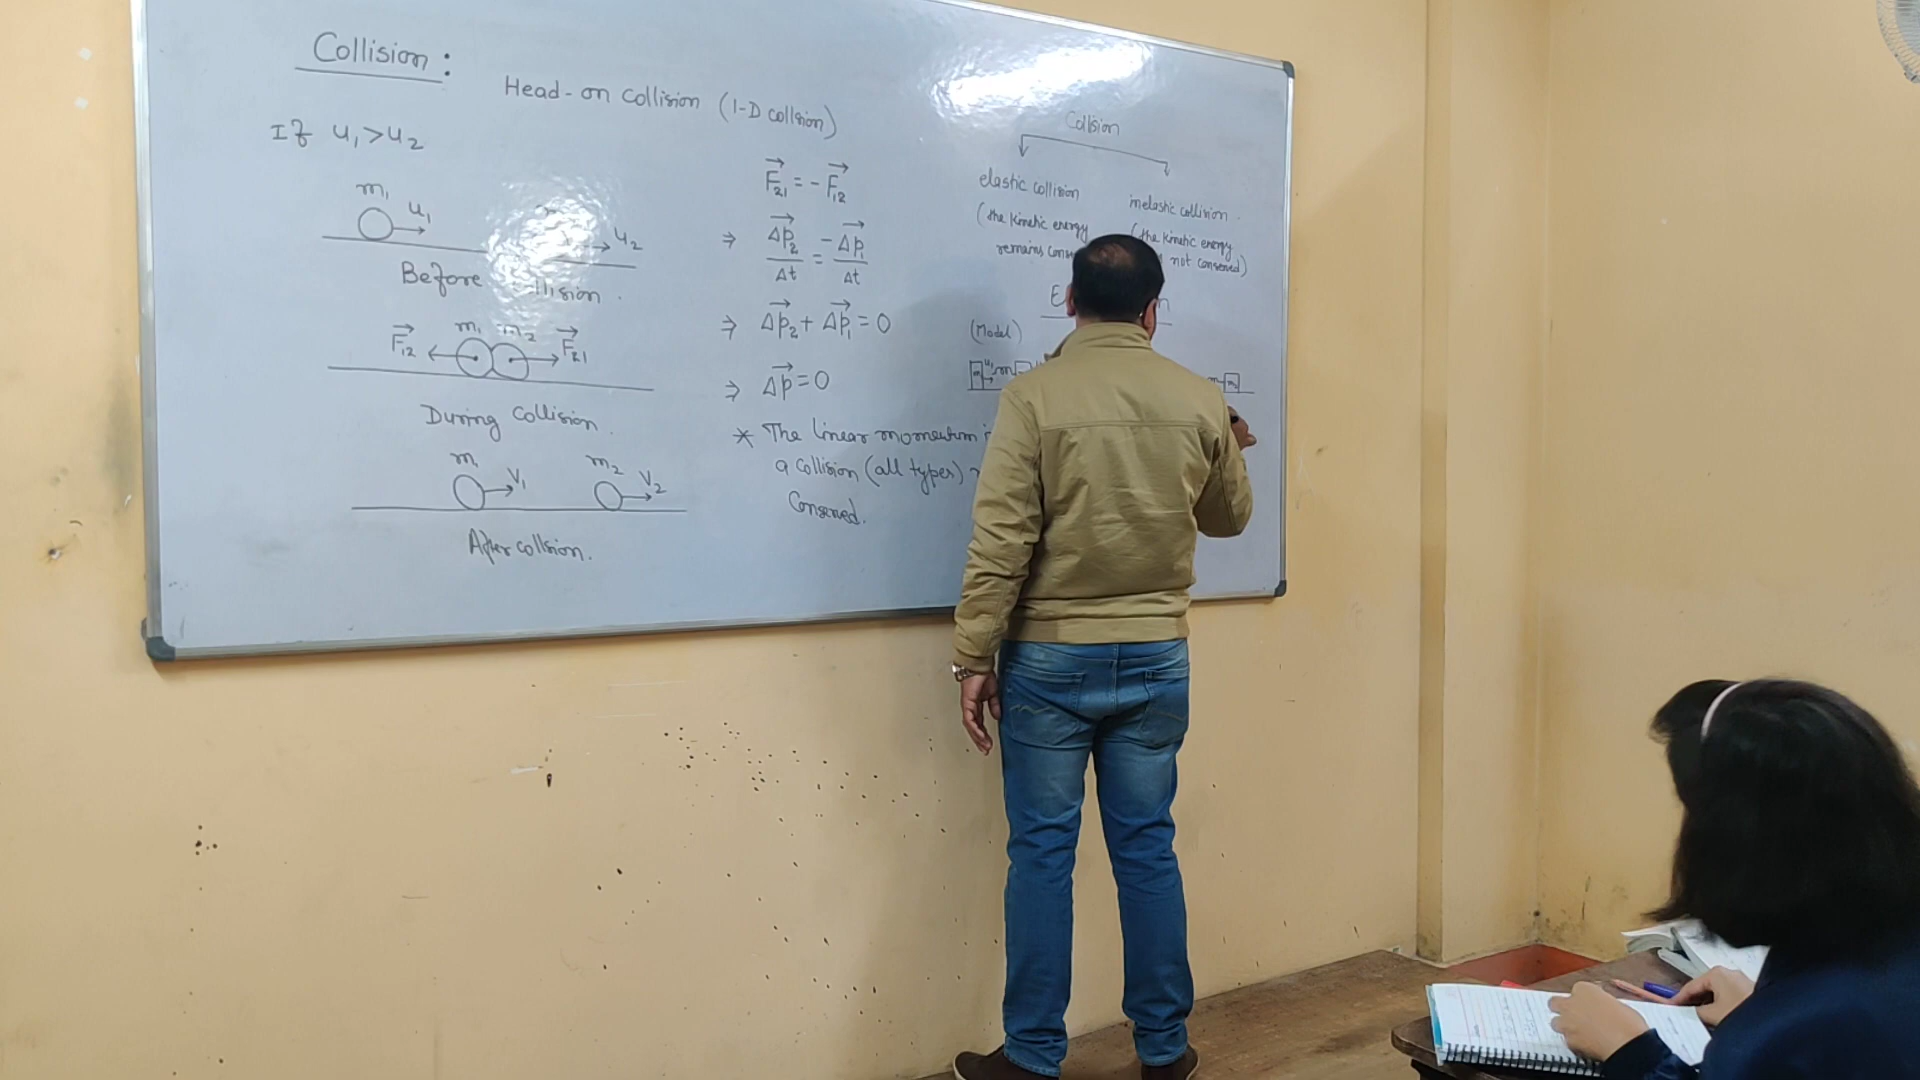 Collision:
Head-on Collision (1-D collision)
If u₁>u₂
m₁
u₁
u₂
Before
During Collision.
m₁ m₂
F₁₂ F₂₁
m₁ v₁ m₂ v₂
After collision.
F₂₁ = -F₁₂
⇒ Δp₂/Δt = -Δp₁/Δt
⇒ Δp₂ + Δp₁ = 0
⇒ Δp = 0
* The linear momentum
a collision (all types)
Conserved.
Collision
elastic collision
(the kinetic energy
remains
inelastic collision.
(the kinetic energy
not conserved)
(Model)